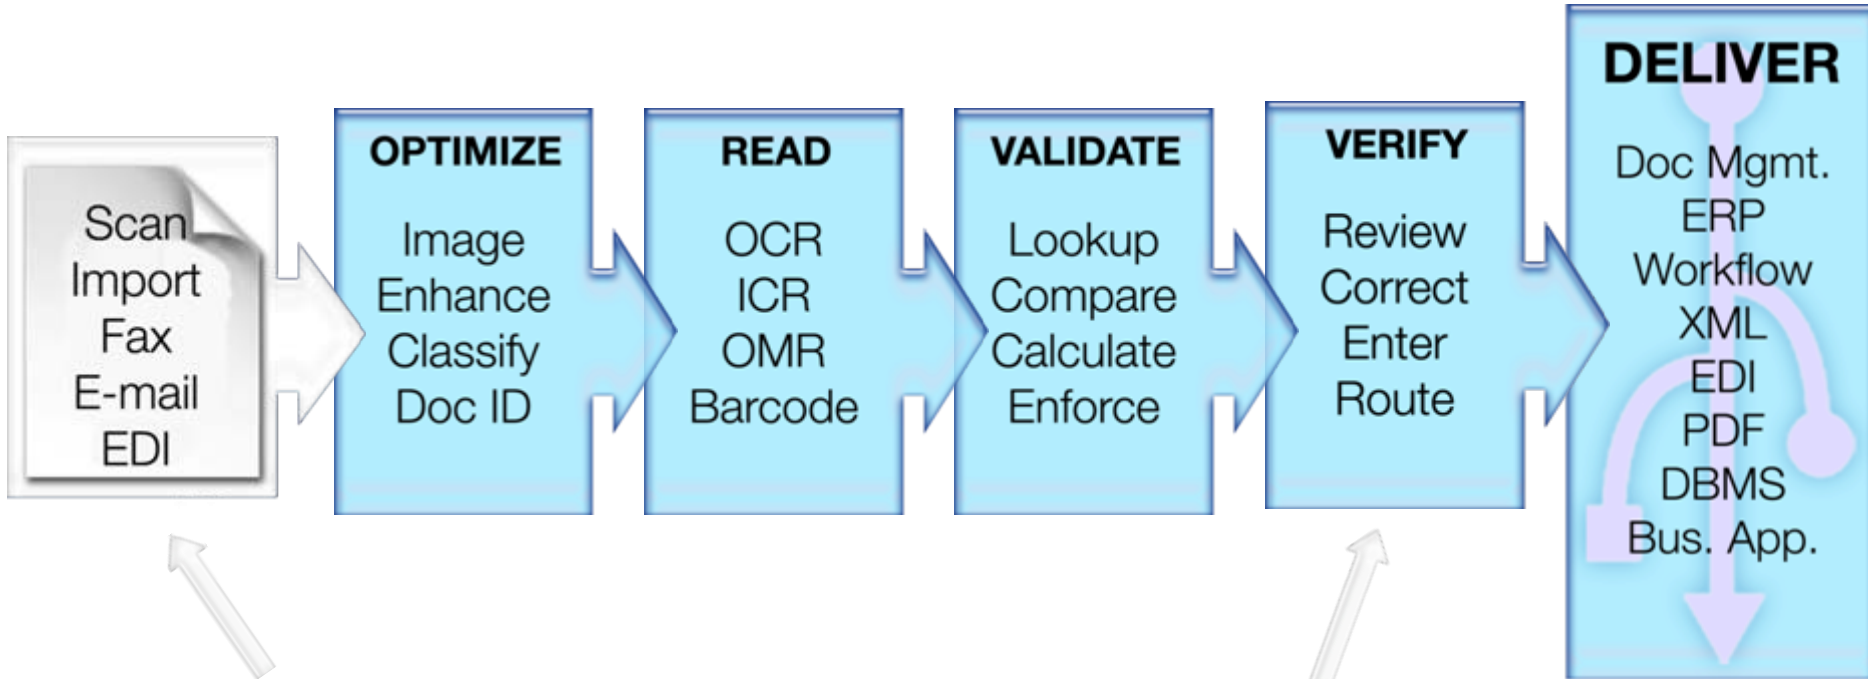 Scan
Import
Fax
E-mail
EDI
OPTIMIZE
Image
Enhance
Classify
Doc ID
READ
OCR
ICR
OMR
Barcode
VALIDATE
Lookup
Compare
Calculate
Enforce
VERIFY
Review
Correct
Enter
Route
DELIVER
Doc Mgmt.
ERP
Workflow
XML
EDI
PDF
DBMS
Bus. App.